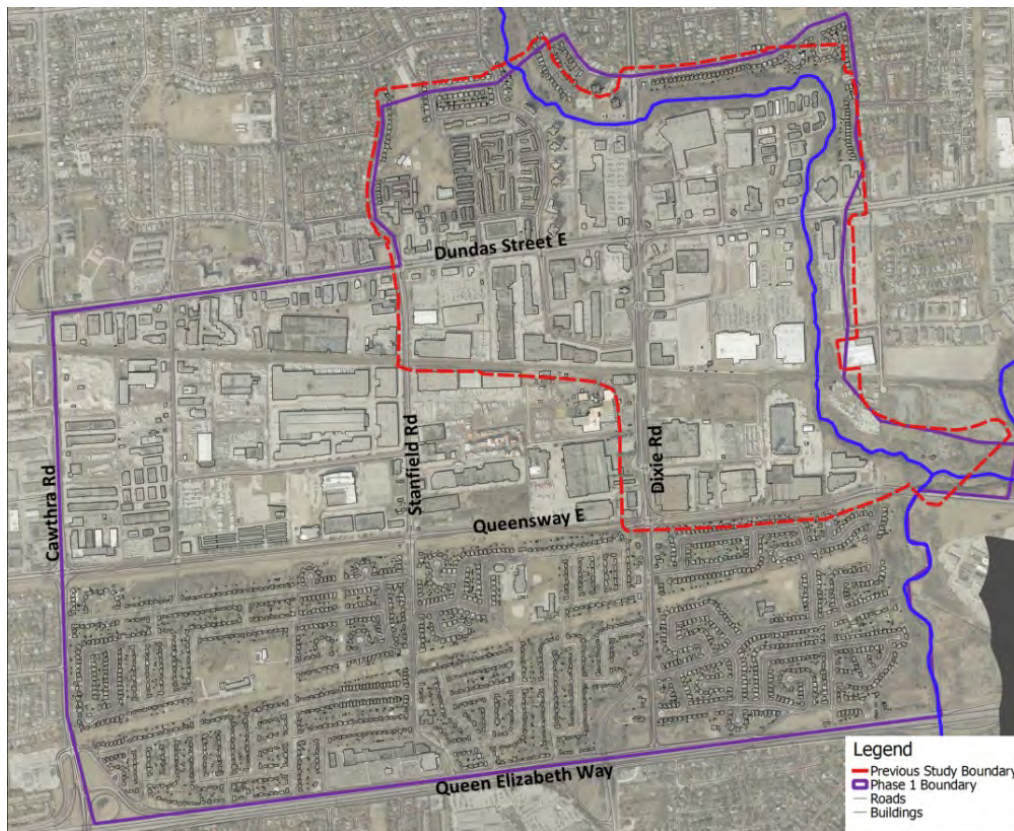 Dundas Street E
Cawthra Rd
Stanfield Rd
Dixie Rd
Queensway E
Queen Elizabeth Way
Legend
Previous Study Boundary
Phase 1 Boundary
Roads
Buildings